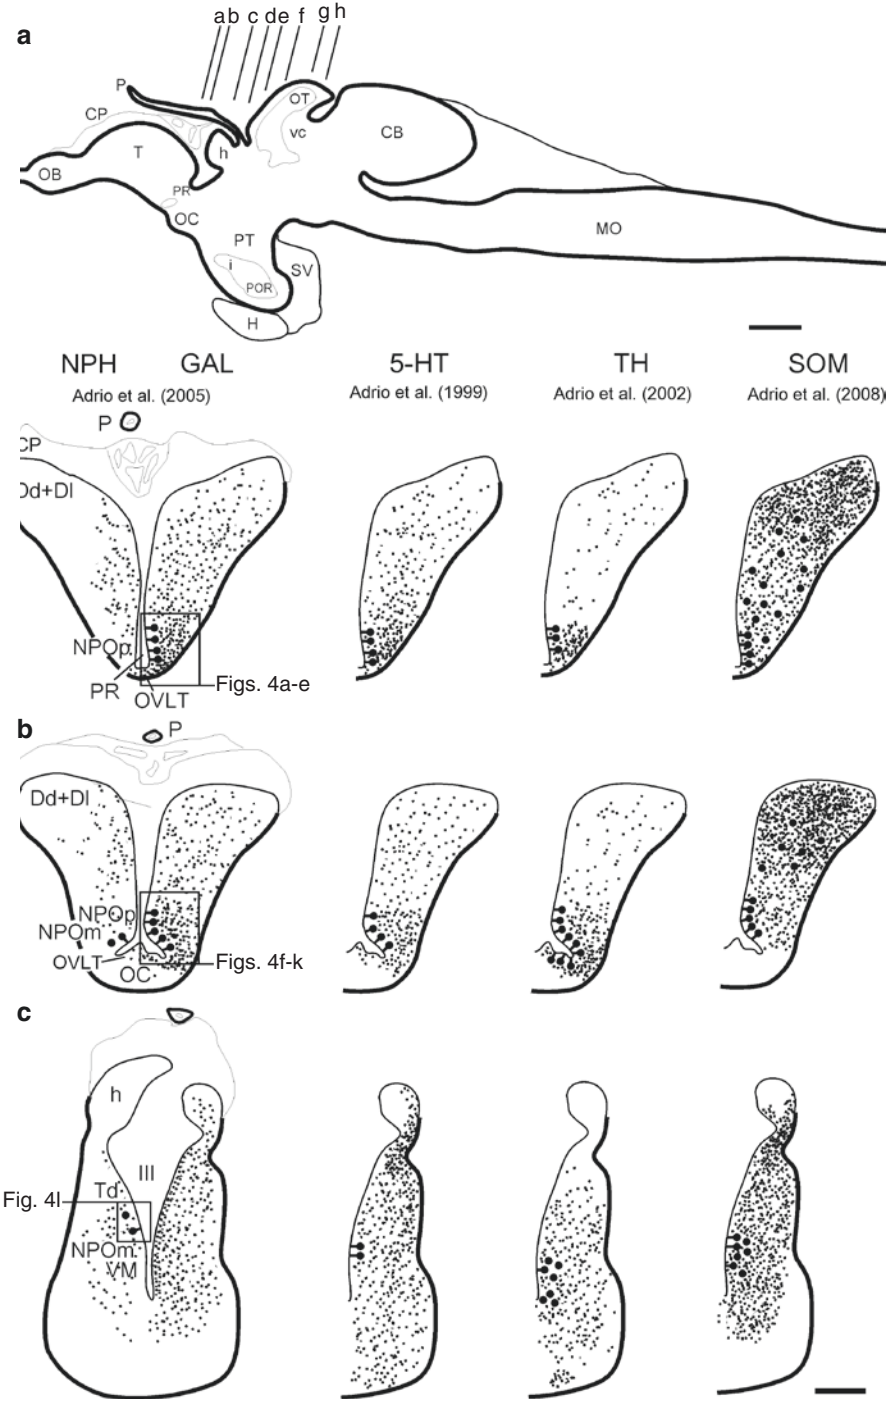 a b c d e f g h
a
P
OT
CP
vc
CB
T
h
OB
PR
OC
MO
PT
i
SV
POR
H
NPH GAL 5-HT TH SOM
Adrio et al. (2005) Adrio et al. (1999) Adrio et al. (2002) Adrio et al. (2008)
P
CP
Dd+Dl
NPOp
PR
OVLT
Figs. 4a-e
b
P
Dd+Dl
NPOp
NPOm
OVLT
OC
Figs. 4f-k
c
h
III
Td
Fig. 4l
NPOm
VM